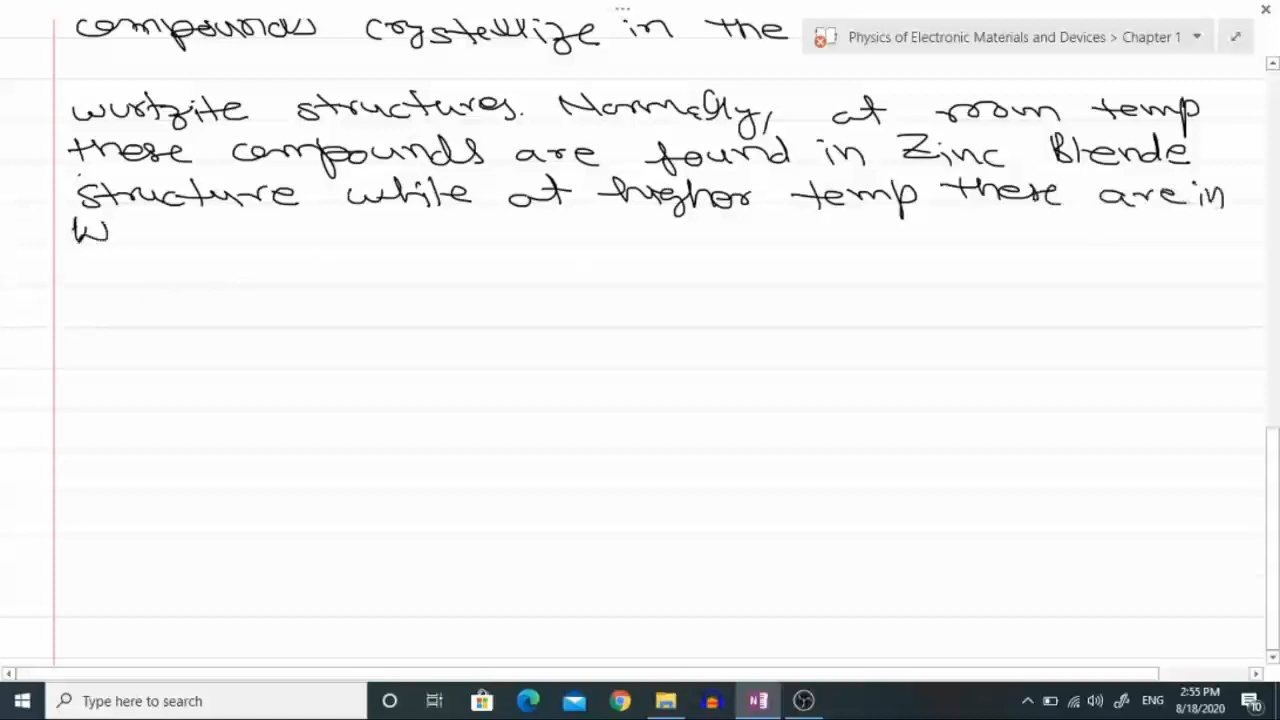 compounds crystellize in the
Physics of Electronic Materials and Devices > Chapter 1
wurtzite structures. Normally, at room temp
these compounds are found in Zinc Blende
structure while at higher temp these are in
W
Type here to search
ENG
2:55 PM
8/18/2020
10